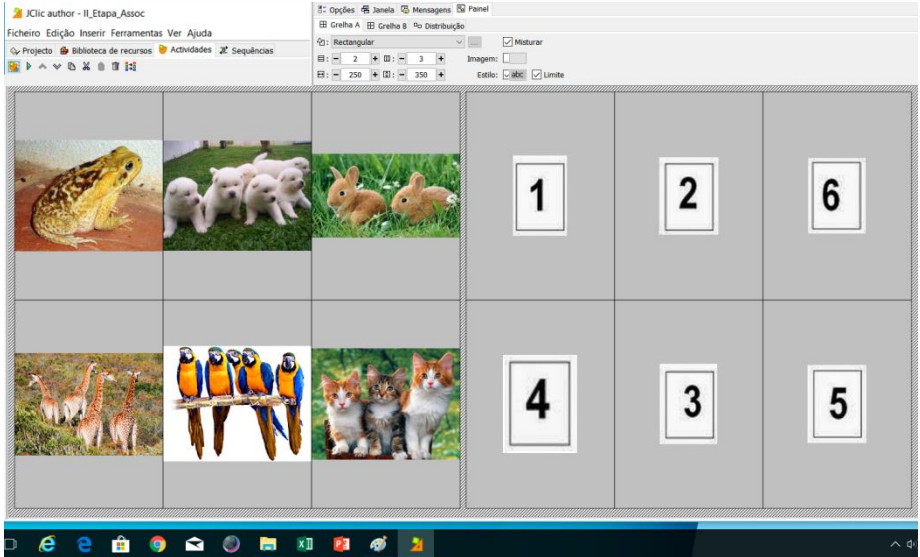 JClic author - II_Etapa_Assoc
Ficheiro Edição Inserir Ferramentas Ver Ajuda
Projecto Biblioteca de recursos Actividades Sequências
Opções Janela Mensagens Painel
Grelha A Grelha B Distribuição
Rectangular ... Misturar
2 3 Imagem:
250 350 Estilo: abc Limite
1 2 6
4 3 5